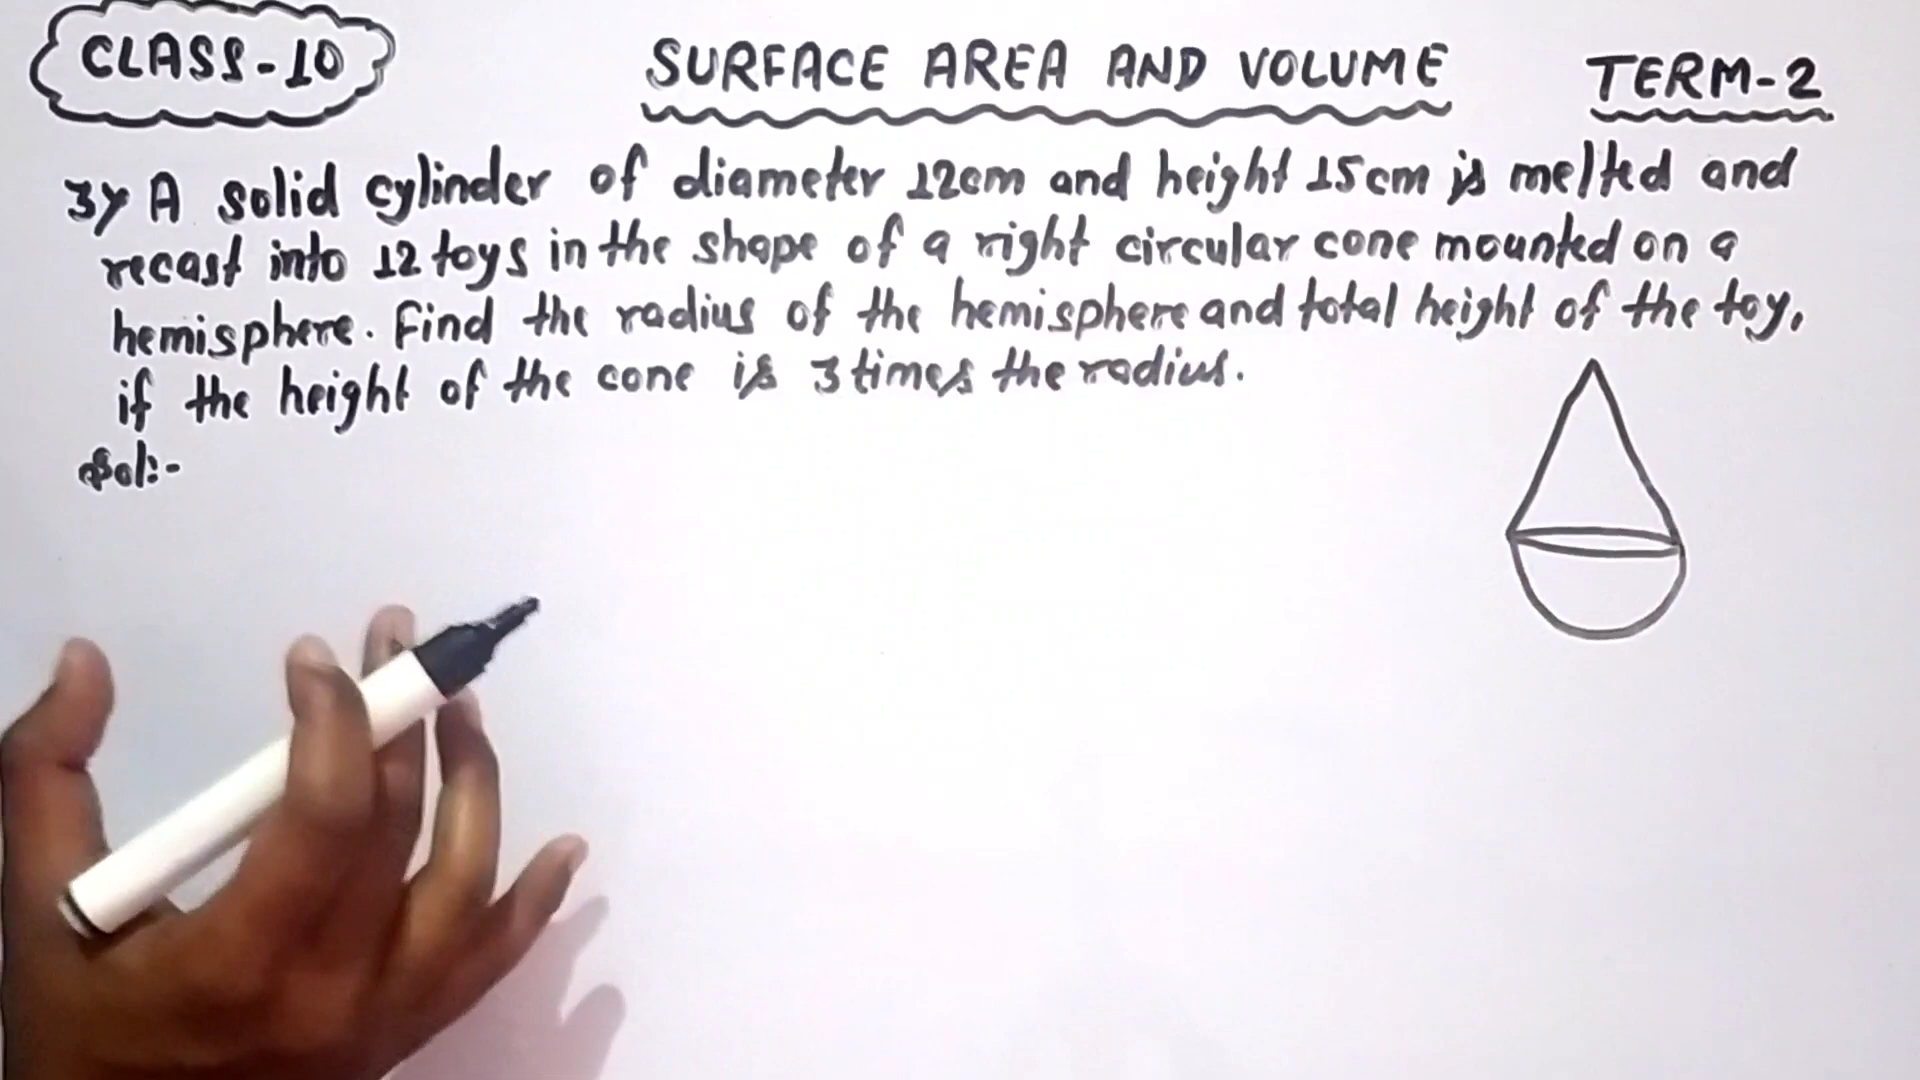 CLASS-10
SURFACE AREA AND VOLUME
TERM-2
3) A solid cylinder of diameter 12cm and height 15cm is melted and
recast into 12 toys in the shape of a right circular cone mounted on a
hemisphere. Find the radius of the hemisphere and total height of the toy,
if the height of the cone is 3 times the radius.
Sol:-